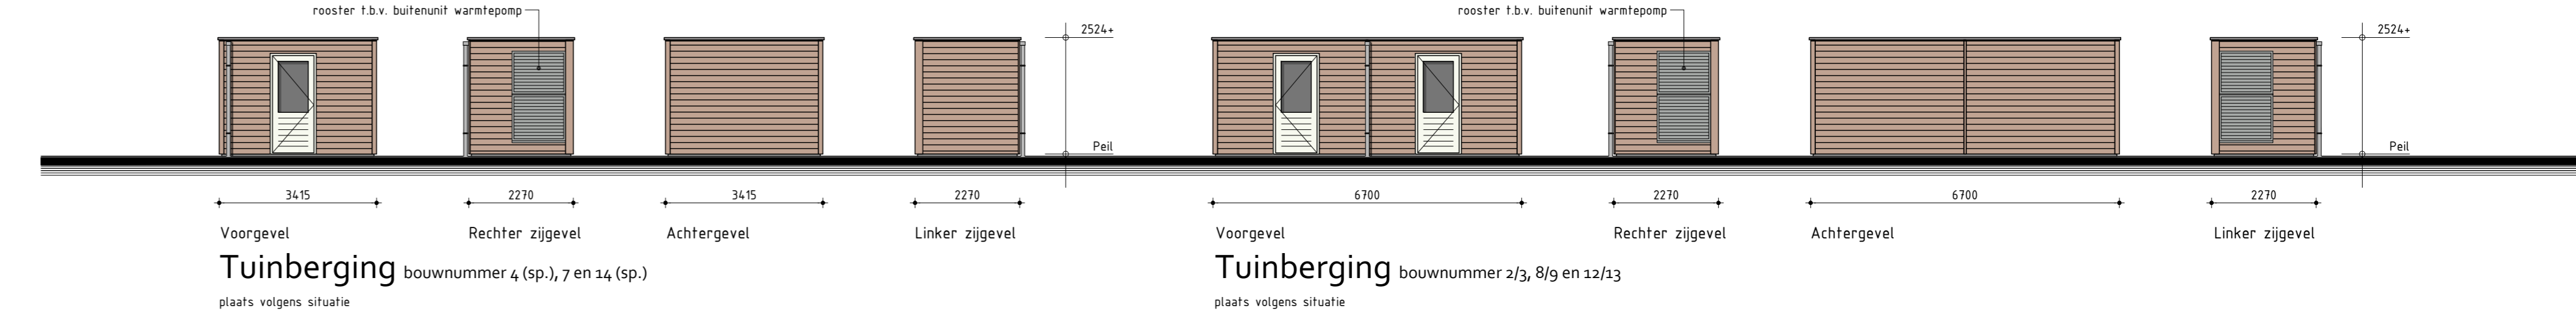 rooster t.b.v. buitenunit warmtepomp
rooster t.b.v. buitenunit warmtepomp
2524+
2524+
Peil
Peil
3415
2270
3415
2270
6700
2270
6700
2270
Voorgevel
Rechter zijgevel
Achtergevel
Linker zijgevel
Voorgevel
Rechter zijgevel
Achtergevel
Linker zijgevel
Tuinberging bouwnummer 4 (sp.), 7 en 14 (sp.)
Tuinberging bouwnummer 2/3, 8/9 en 12/13
plaats volgens situatie
plaats volgens situatie